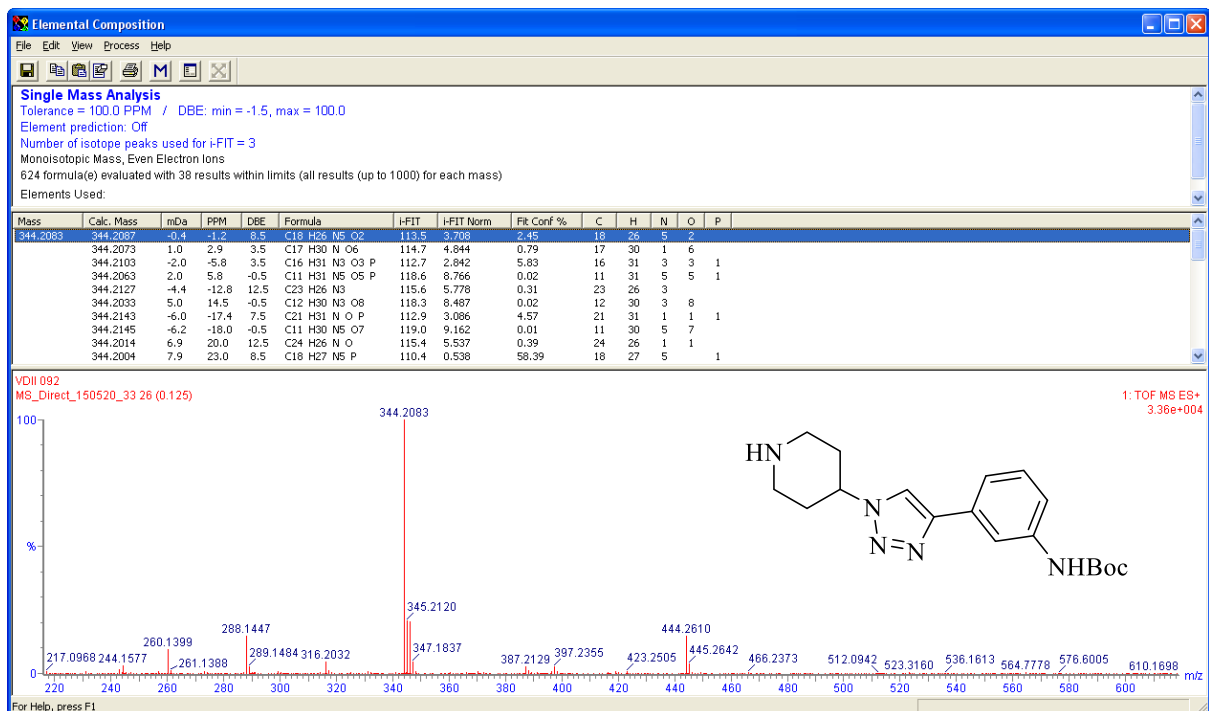 Elemental Composition
File Edit View Process Help
M
Single Mass Analysis
Tolerance = 100.0 PPM / DBE: min = -1.5, max = 100.0
Element prediction: Off
Number of isotope peaks used for i-FIT = 3
Monoisotopic Mass, Even Electron Ions
624 formula(e) evaluated with 38 results within limits (all results (up to 1000) for each mass)
Elements Used:
Mass Calc. Mass mDa PPM DBE Formula i-FIT i-FIT Norm Fit Conf % C H N O P
344.2083 344.2087 -0.4 -1.2 8.5 C18 H26 N5 O2 113.5 3.708 2.45 18 26 5 2
344.2073 1.0 2.9 3.5 C17 H30 N O6 114.7 4.844 0.79 17 30 1 6
344.2103 -2.0 -5.8 3.5 C16 H31 N3 O3 P 112.7 2.842 5.83 16 31 3 3 1
344.2063 2.0 5.8 -0.5 C11 H31 N5 O5 P 118.6 8.766 0.02 11 31 5 5 1
344.2127 -4.4 -12.8 12.5 C23 H26 N3 115.6 5.778 0.31 23 26 3
344.2033 5.0 14.5 -0.5 C12 H30 N3 O8 118.3 8.487 0.02 12 30 3 8
344.2143 -6.0 -17.4 7.5 C21 H31 N O P 112.9 3.086 4.57 21 31 1 1 1
344.2145 -6.2 -18.0 -0.5 C11 H30 N5 O7 119.0 9.162 0.01 11 30 5 7
344.2014 6.9 20.0 12.5 C24 H26 N O 115.4 5.537 0.39 24 26 1 1
344.2004 7.9 23.0 8.5 C18 H27 N5 P 110.4 0.538 58.39 18 27 5 1
VDII 092
MS_Direct_150520_33 26 (0.125)
1: TOF MS ES+
3.36e+004
100
344.2083
HN
N
N=N
NHBoc
%
345.2120
288.1447
444.2610
260.1399
217.0968 244.1577 261.1388 289.1484 316.2032 347.1837 387.2129 397.2355 423.2505 445.2642 466.2373 512.0942 523.3160 536.1613 564.7778 576.6005 610.1698
0
m/z
220 240 260 280 300 320 340 360 380 400 420 440 460 480 500 520 540 560 580 600
For Help, press F1